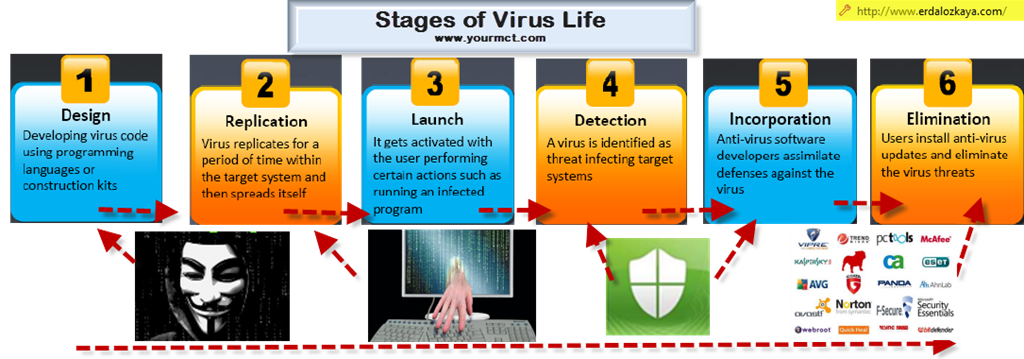 Stages of Virus Life
www.yourmct.com
http://www.erdalozkaya.com/
1
Design
Developing virus code
using programming
languages or
construction kits
2
Replication
Virus replicates for a
period of time within
the target system and
then spreads itself
3
Launch
It gets activated with
the user performing
certain actions such as
running an infected
program
4
Detection
A virus is identified as
threat infecting target
systems
5
Incorporation
Anti-virus software
developers assimilate
defenses against the
virus
6
Elimination
Users install anti-virus
updates and eliminate
the virus threats
VIPRE
TREND
pctools
McAfee
KASPERSKY
ca
eset
AVG
PANDA
AhnLab
avast!
Norton
from symantec
F-Secure
Microsoft
Security
Essentials
webroot
Quick Heal
bitdefender